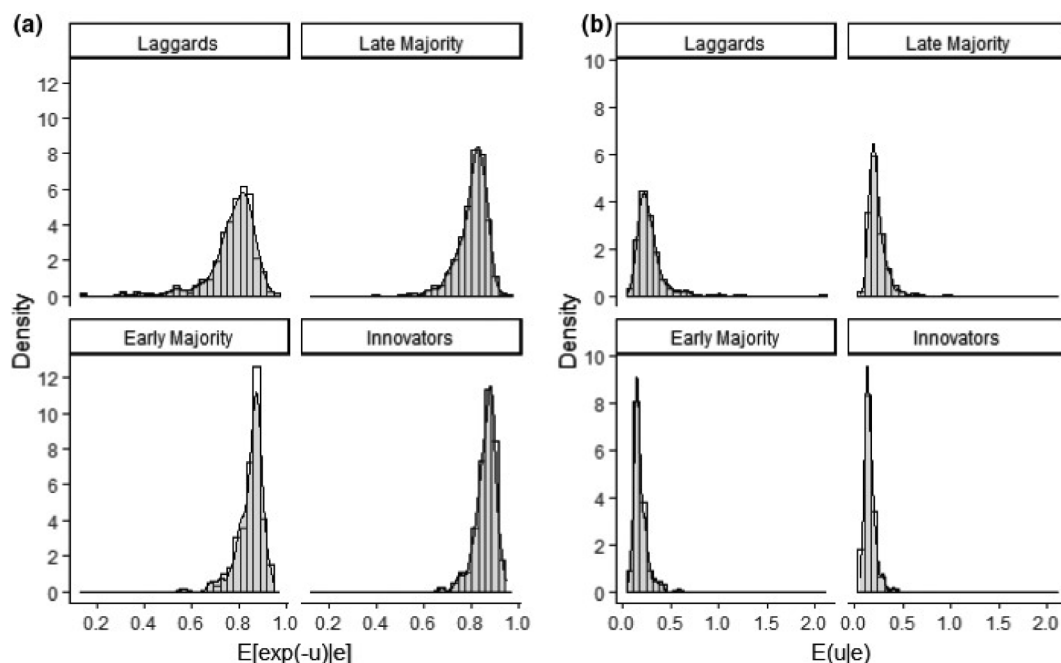 (a)
Laggards
Late Majority
12
10
8
6
4
2
0
Early Majority
Innovators
Density
12
10
8
6
4
2
0
0.2 0.4 0.6 0.8 1.0
0.2 0.4 0.6 0.8 1.0
E[exp(-u)|e]
(b)
Laggards
Late Majority
10
8
6
4
2
0
Early Majority
Innovators
Density
10
8
6
4
2
0
0.0 0.5 1.0 1.5 2.0
0.0 0.5 1.0 1.5 2.0
E(u|e)